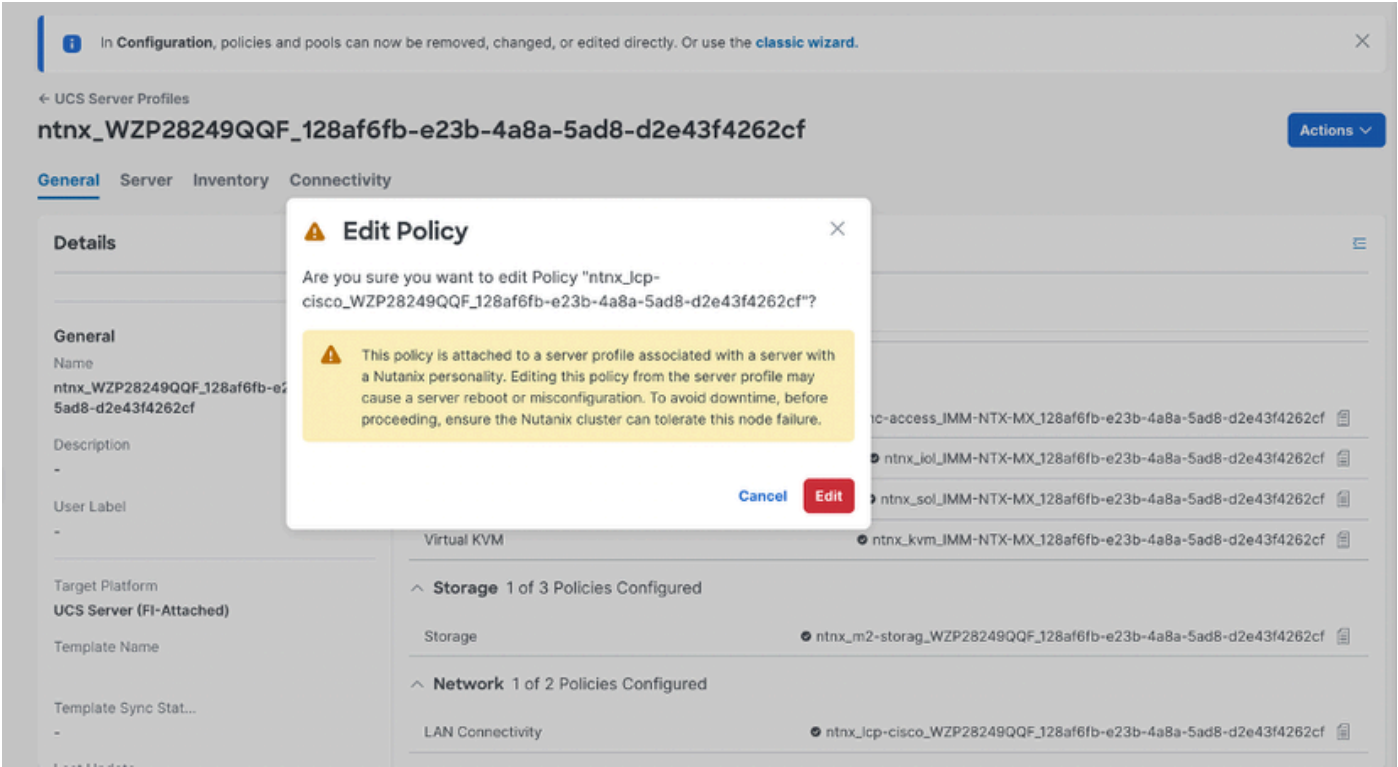 In Configuration, policies and pools can now be removed, changed, or edited directly. Or use the classic wizard.
← UCS Server Profiles
ntnx_WZP28249QQF_128af6fb-e23b-4a8a-5ad8-d2e43f4262cf
Actions
General Server Inventory Connectivity
Details
General
Name
ntnx_WZP28249QQF_128af6fb-e2
5ad8-d2e43f4262cf
Description
-
User Label
-
Target Platform
UCS Server (FI-Attached)
Template Name
Template Sync Stat...
-
Edit Policy
Are you sure you want to edit Policy "ntnx_lcp-
cisco_WZP28249QQF_128af6fb-e23b-4a8a-5ad8-d2e43f4262cf"?
This policy is attached to a server profile associated with a server with
a Nutanix personality. Editing this policy from the server profile may
cause a server reboot or misconfiguration. To avoid downtime, before
proceeding, ensure the Nutanix cluster can tolerate this node failure.
Cancel Edit
nc-access_IMM-NTX-MX_128af6fb-e23b-4a8a-5ad8-d2e43f4262cf
ntnx_iol_IMM-NTX-MX_128af6fb-e23b-4a8a-5ad8-d2e43f4262cf
ntnx_sol_IMM-NTX-MX_128af6fb-e23b-4a8a-5ad8-d2e43f4262cf
Virtual KVM ntnx_kvm_IMM-NTX-MX_128af6fb-e23b-4a8a-5ad8-d2e43f4262cf
Storage 1 of 3 Policies Configured
Storage ntnx_m2-storag_WZP28249QQF_128af6fb-e23b-4a8a-5ad8-d2e43f4262cf
Network 1 of 2 Policies Configured
LAN Connectivity ntnx_lcp-cisco_WZP28249QQF_128af6fb-e23b-4a8a-5ad8-d2e43f4262cf